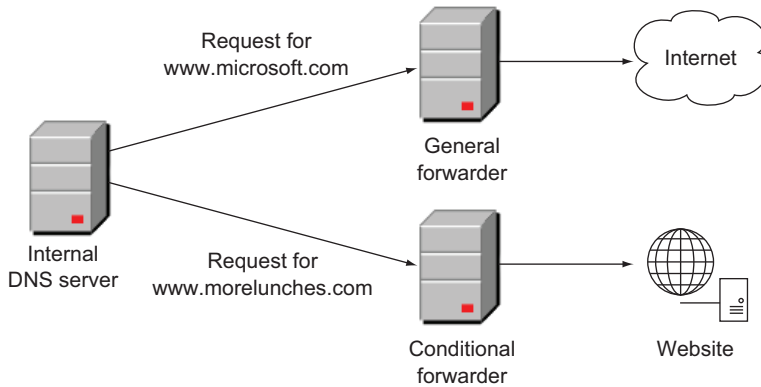 Request for
www.microsoft.com
Internet
General
forwarder
Internal
DNS server
Request for
www.morelunches.com
Conditional
forwarder
Website